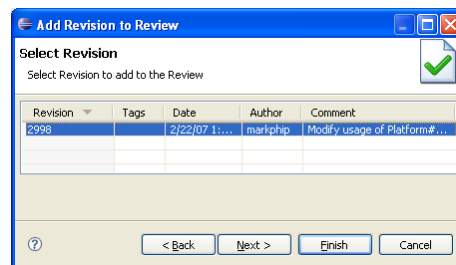 Add Revision to Review
Select Revision
Select Revision to add to the Review
Revision Tags Date Author Comment
2998 2/22/07 1:... markphip Modify usage of Platform#...
? < Back Next > Finish Cancel